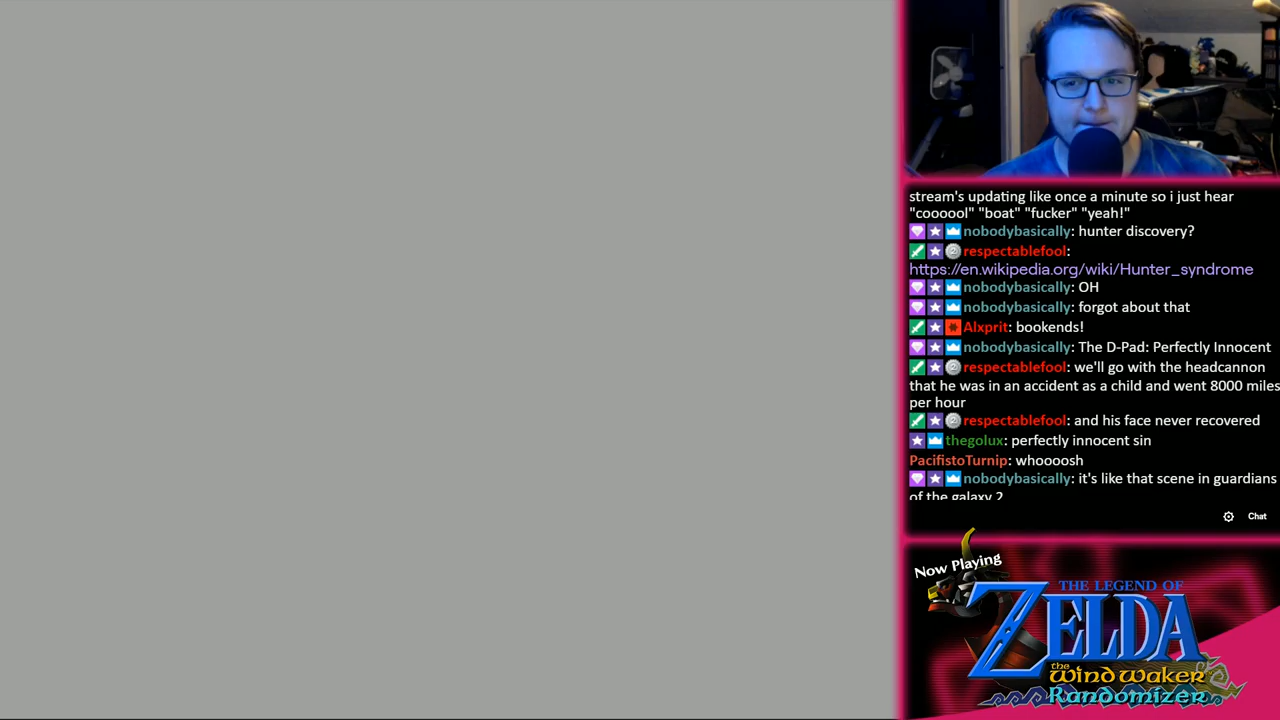 stream's updating like once a minute so i just hear
"coooool" "boat" "fucker" "yeah!"
nobodybasically: hunter discovery?
respectablefool:
https://en.wikipedia.org/wiki/Hunter_syndrome
nobodybasically: OH
nobodybasically: forgot about that
Alxprit: bookends!
nobodybasically: The D-Pad: Perfectly Innocent
respectablefool: we'll go with the headcannon
that he was in an accident as a child and went 8000 miles
per hour
respectablefool: and his face never recovered
thegolux: perfectly innocent sin
PacifistoTurnip: whoooosh
nobodybasically: it's like that scene in guardians
of the galaxy 2
Chat
Now Playing
THE LEGEND OF
ZELDA
the
Wind Waker
Randomizer